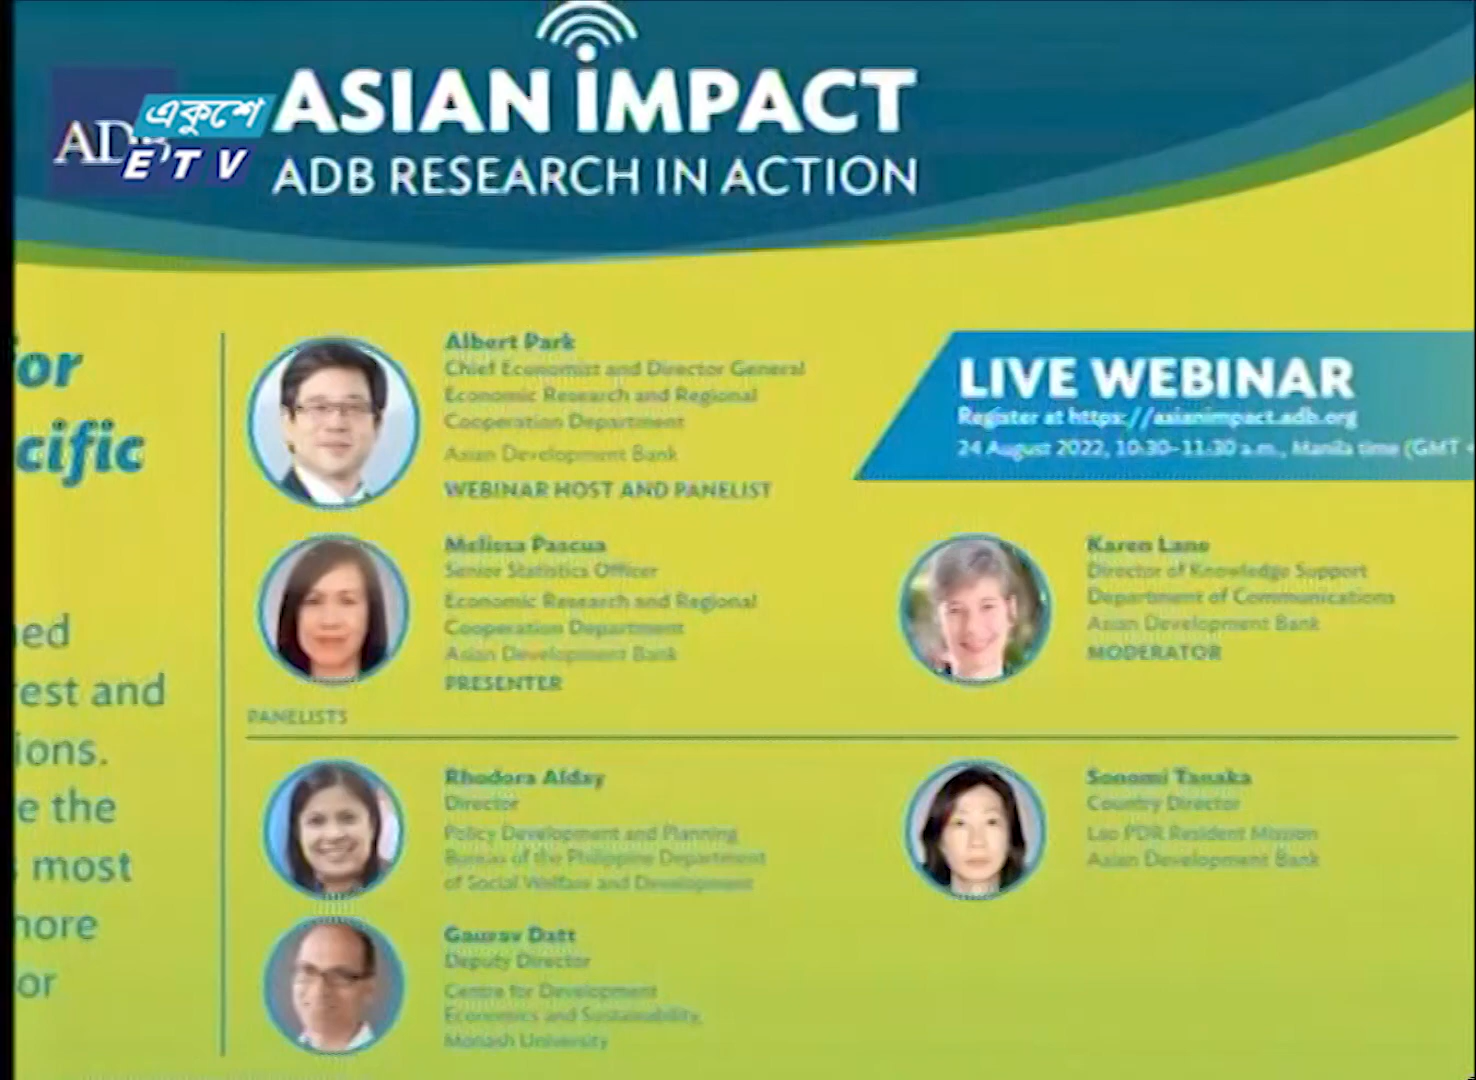 ASIAN IMPACT
ADB RESEARCH IN ACTION
একুশে
ETV
or
cific
ed
rest and
ions.
e the
most
more
or
Albert Park
Chief Economist and Director General
Economic Research and Regional
Cooperation Department
Asian Development Bank
WEBINAR HOST AND PANELIST
LIVE WEBINAR
Register at https://asianimpact.adb.org
24 August 2022, 10:30–11:30 a.m., Manila time (GMT
Melissa Pascua
Senior Statistics Officer
Economic Research and Regional
Cooperation Department
Asian Development Bank
PRESENTER
Karen Lane
Director of Knowledge Support
Department of Communications
Asian Development Bank
MODERATOR
PANELISTS
Rhodora Alday
Director
Policy Development and Planning
Bureau of the Philippine Department
of Social Welfare and Development
Sonomi Tanaka
Country Director
Lao PDR Resident Mission
Asian Development Bank
Gaurav Datt
Deputy Director
Centre for Development
Economics and Sustainability,
Monash University